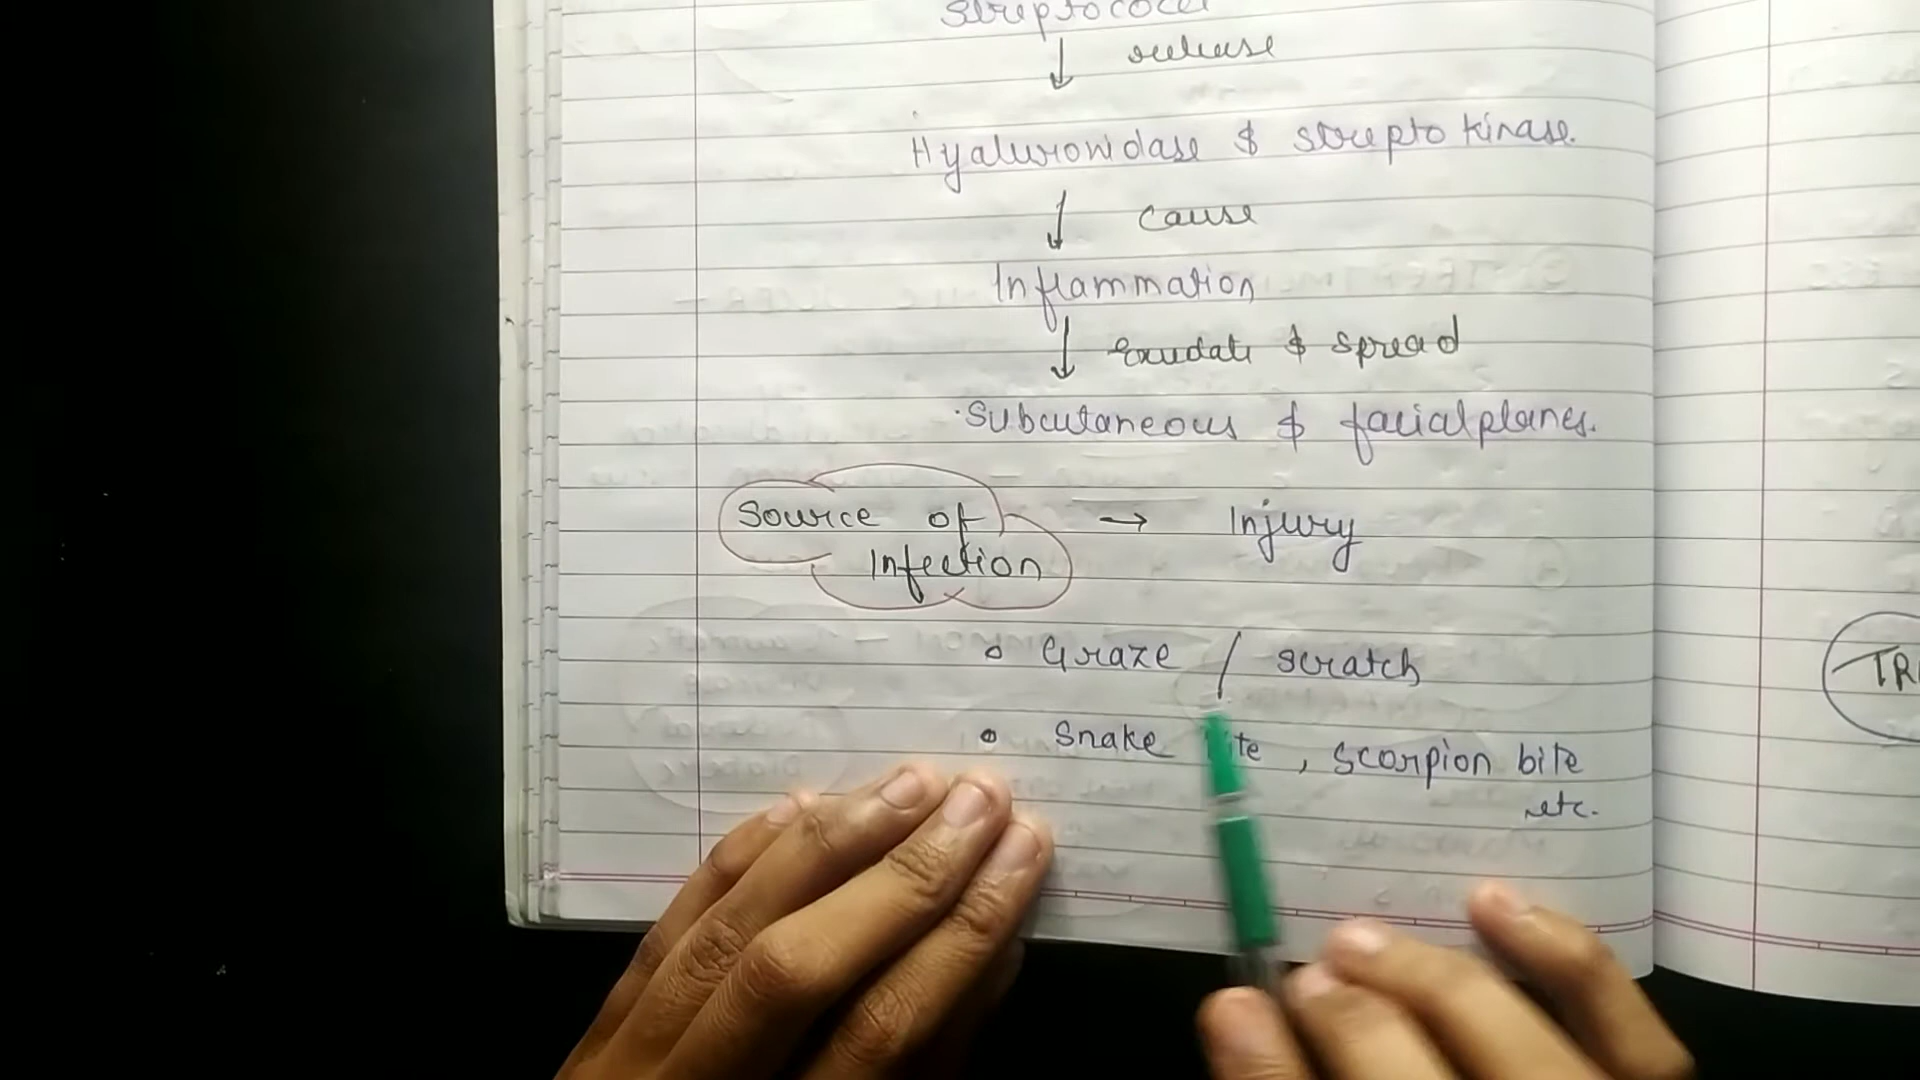 Streptococci
↓ release
Hyaluronidase & streptokinase.
↓ cause
Inflammation
↓ Exudate & spread
Subcutaneous & facial planes.
Source of → Injury
Infection
Graze / scratch
Snake bite, scorpion bite
etc.